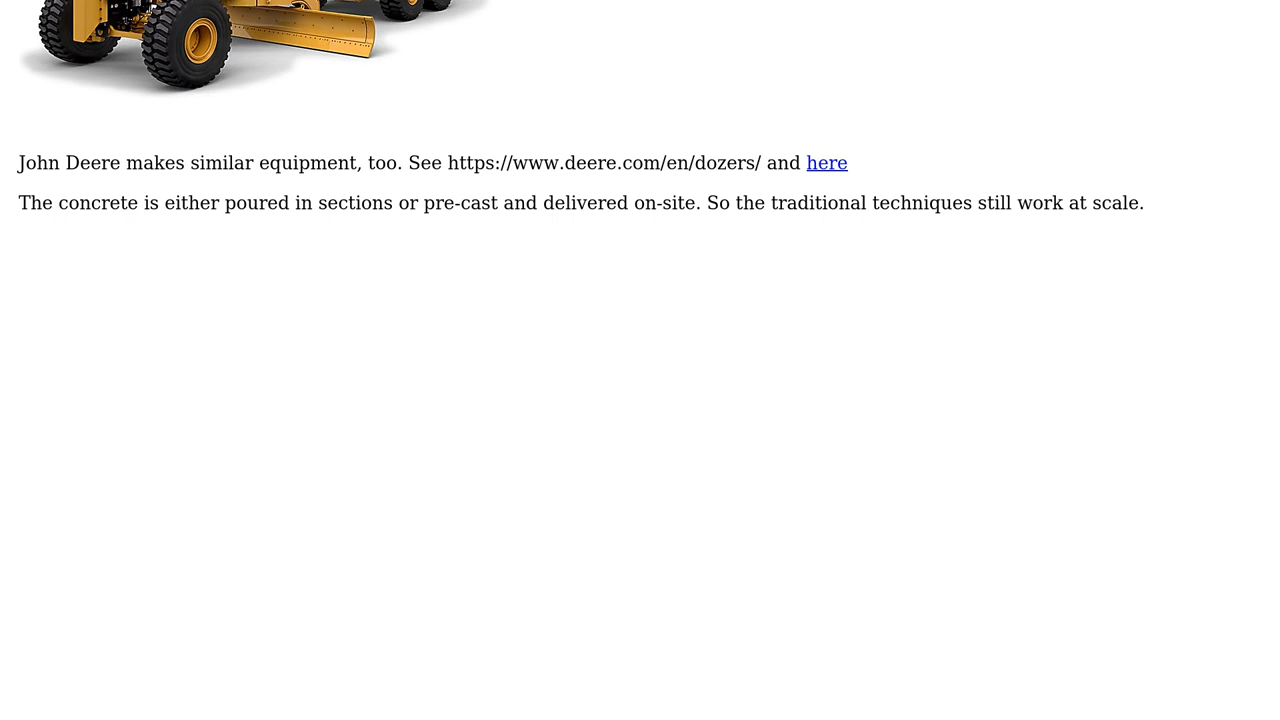 John Deere makes similar equipment, too. See https://www.deere.com/en/dozers/ and here
The concrete is either poured in sections or pre-cast and delivered on-site. So the traditional techniques still work at scale.